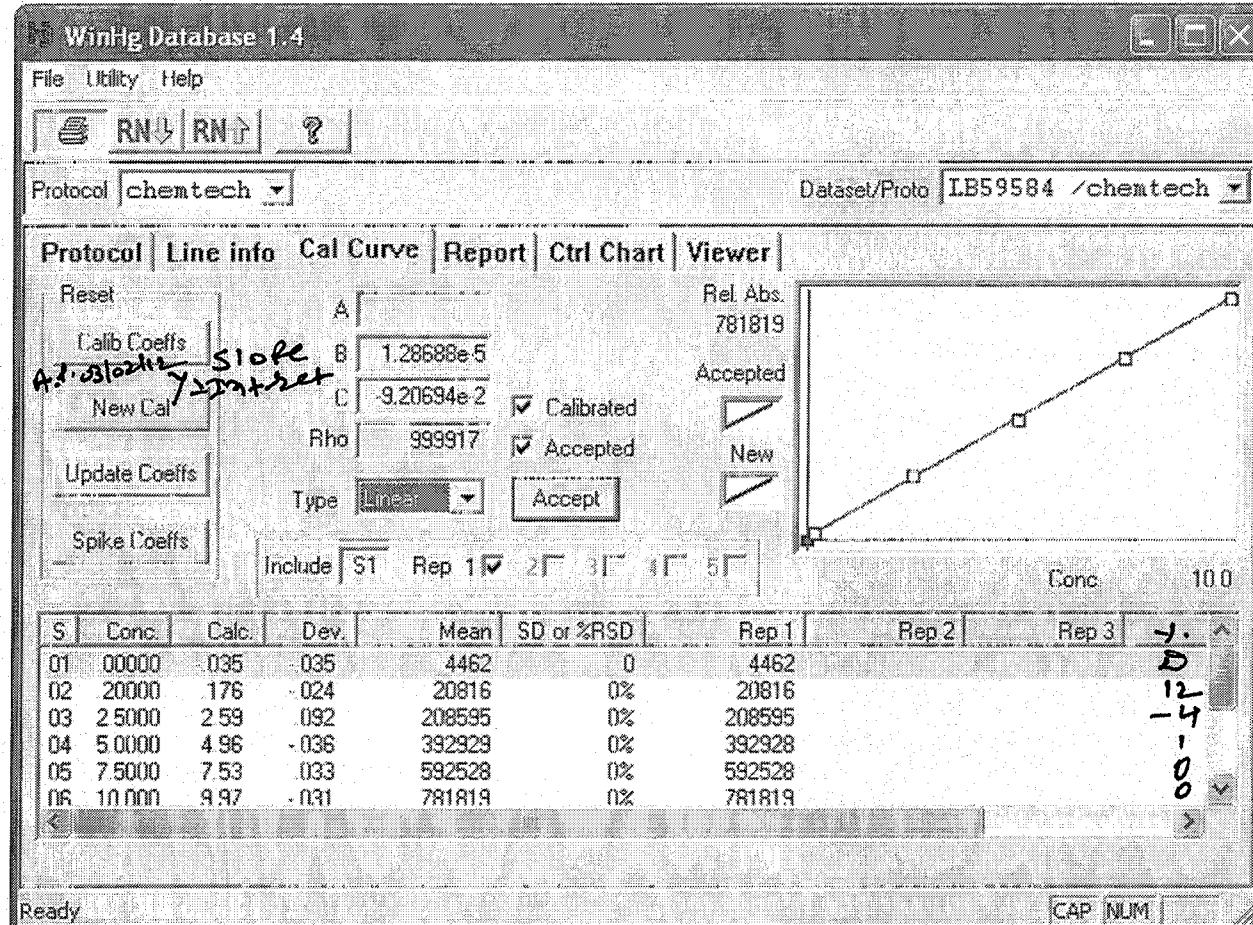 WinHg Database 1.4
File Utility Help
RN RN ?
Protocol chemtech Dataset/Proto LB59584 /chemtech
Protocol Line info Cal Curve Report Ctrl Chart Viewer
Reset
Calib Coeffs
New Cal
Update Coeffs
Spike Coeffs
A
Slope B 1.28688e-5
C -9.20694e-2
Rho 999917
Type Linear
Calibrated
Accepted
Accept
Rel. Abs.
781819
Accepted
New
Conc. 10.0
Include S1 Rep 1 2 3 4 5
S Conc. Calc. Dev. Mean SD or %RSD Rep 1 Rep 2 Rep 3
01 00000 .035 .035 4462 0 4462
02 .20000 .176 -.024 20816 0% 20816 12
03 2.5000 2.59 .092 208595 0% 208595 -4
04 5.0000 4.96 -.036 392929 0% 392928 1
05 7.5000 7.53 .033 592528 0% 592528 0
06 10.000 9.97 -.031 781819 0% 781819 0
Ready CAP NUM